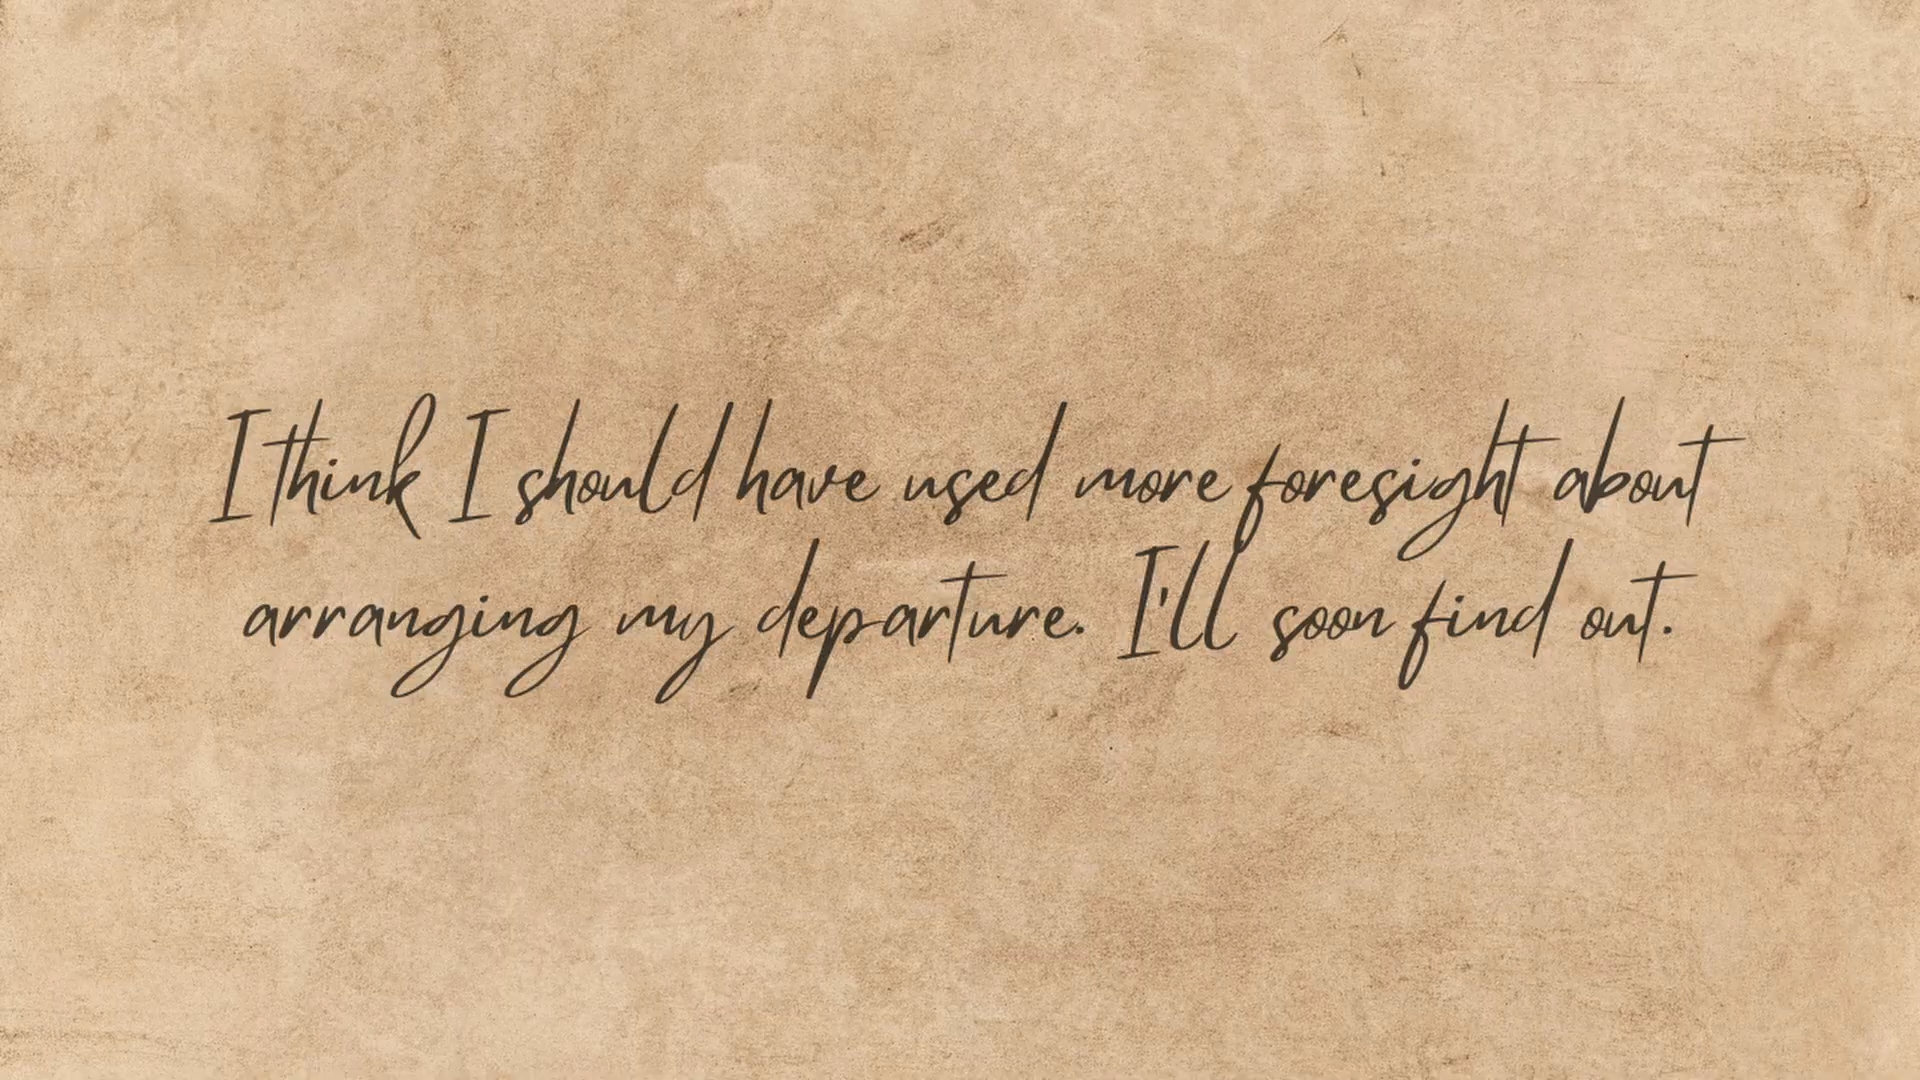 I think I should have used more foresight about
arranging my departure. I'll soon find out.